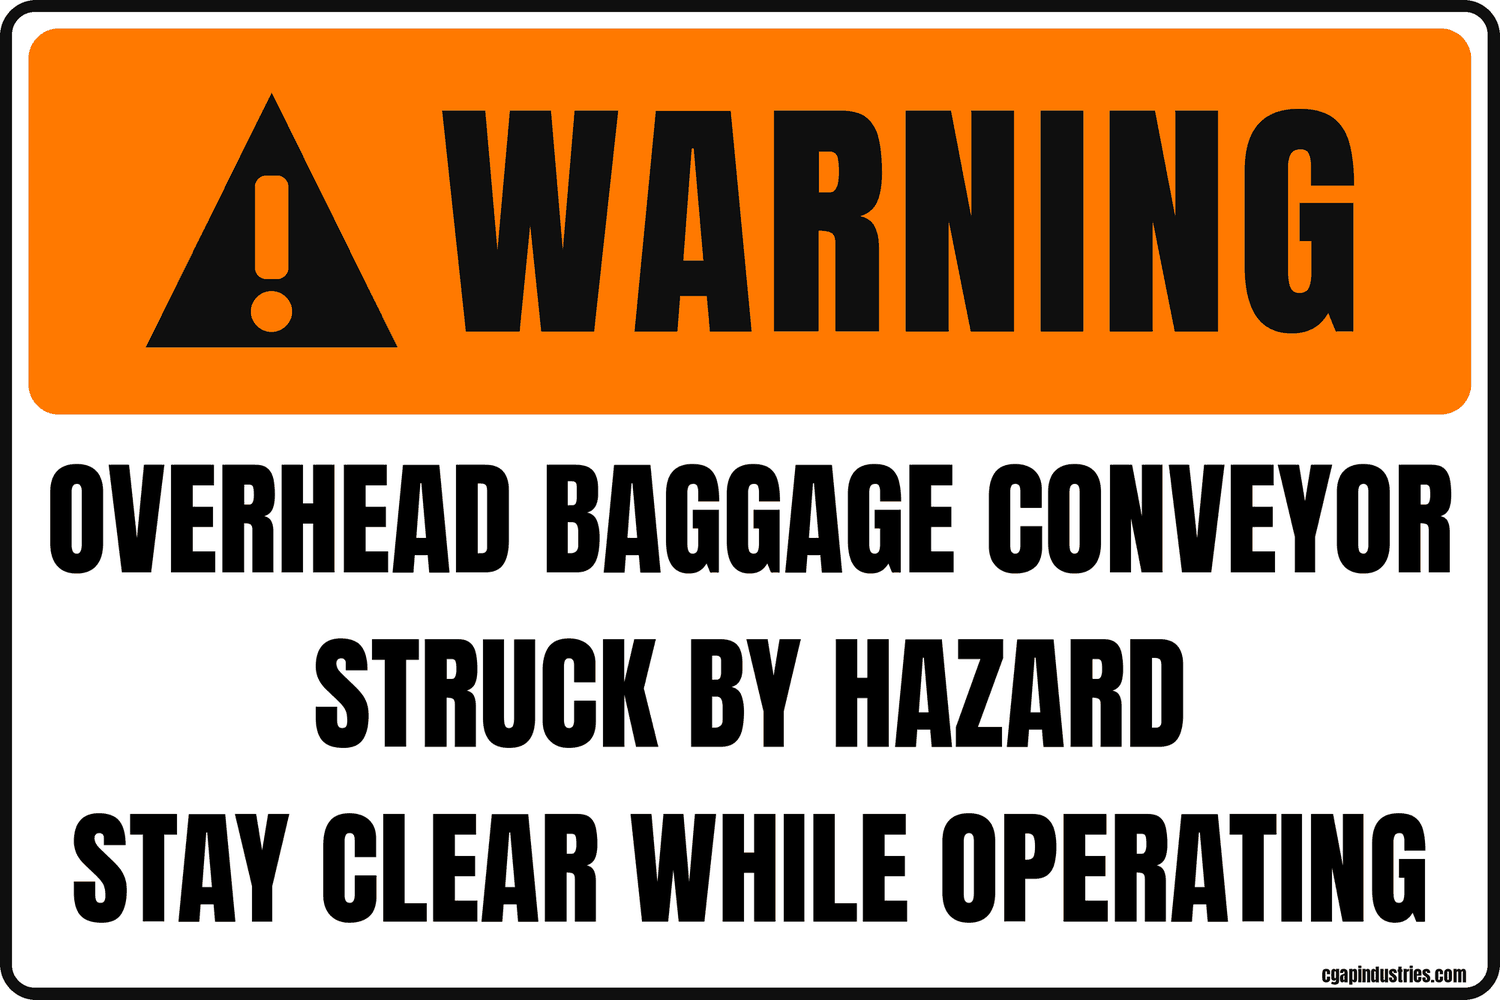 WARNING
OVERHEAD BAGGAGE CONVEYOR
STRUCK BY HAZARD
STAY CLEAR WHILE OPERATING
cgapindustries.com